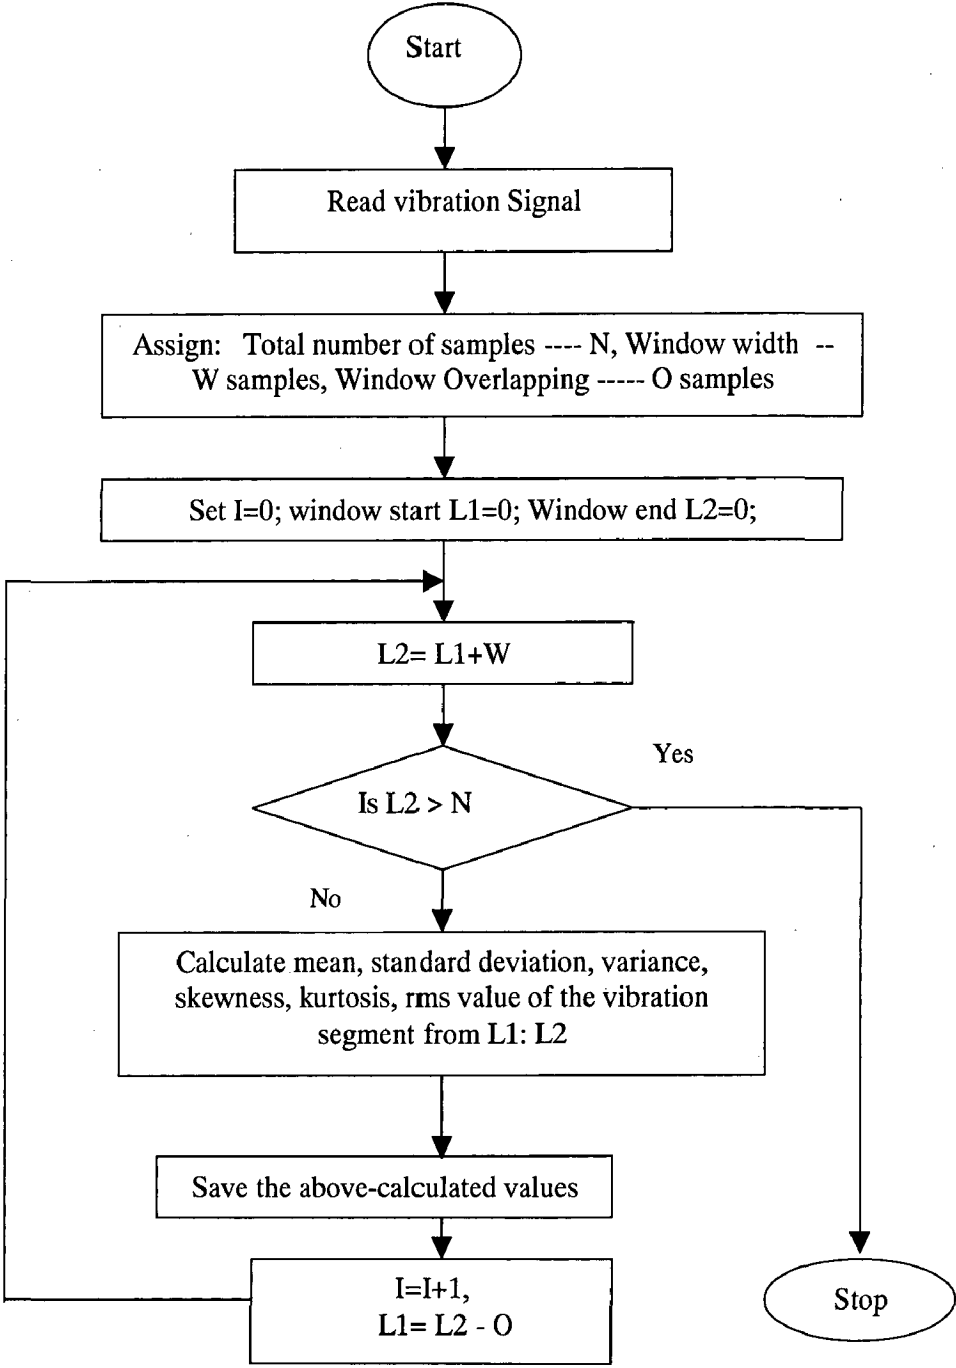 Start
Read vibration Signal
Assign: Total number of samples ---- N, Window width --
W samples, Window Overlapping ----- O samples
Set I=0; window start L1=0; Window end L2=0;
L2= L1+W
Yes
Is L2 > N
No
Calculate mean, standard deviation, variance,
skewness, kurtosis, rms value of the vibration
segment from L1: L2
Save the above-calculated values
I=I+1,
L1= L2 - O
Stop